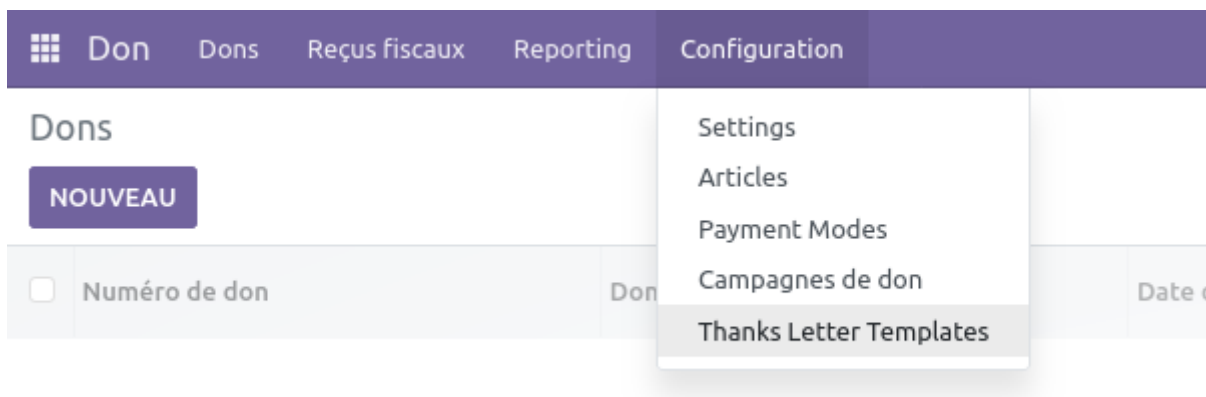 Don Dons Reçus fiscaux Reporting Configuration
Dons
NOUVEAU
Settings
Articles
Payment Modes
Campagnes de don
Thanks Letter Templates
Numéro de don Don Date